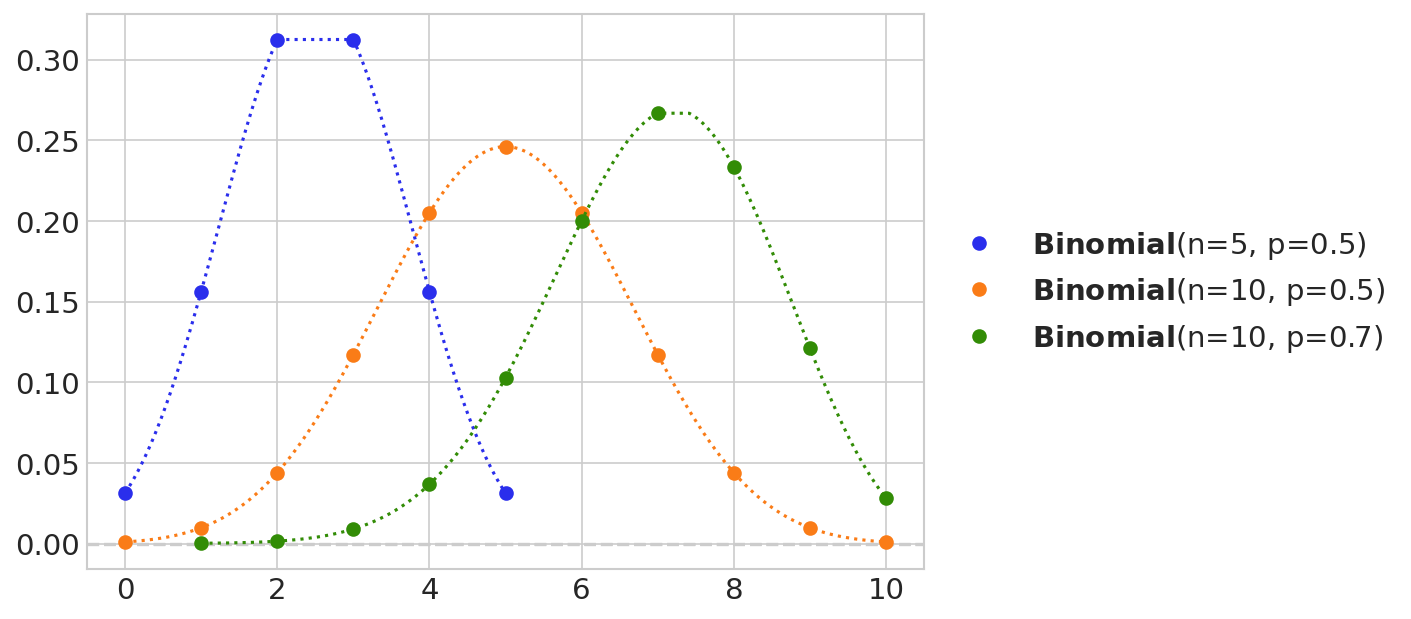 0.30
0.25
0.20
0.15
0.10
0.05
0.00
0 2 4 6 8 10
Binomial(n=5, p=0.5)
Binomial(n=10, p=0.5)
Binomial(n=10, p=0.7)